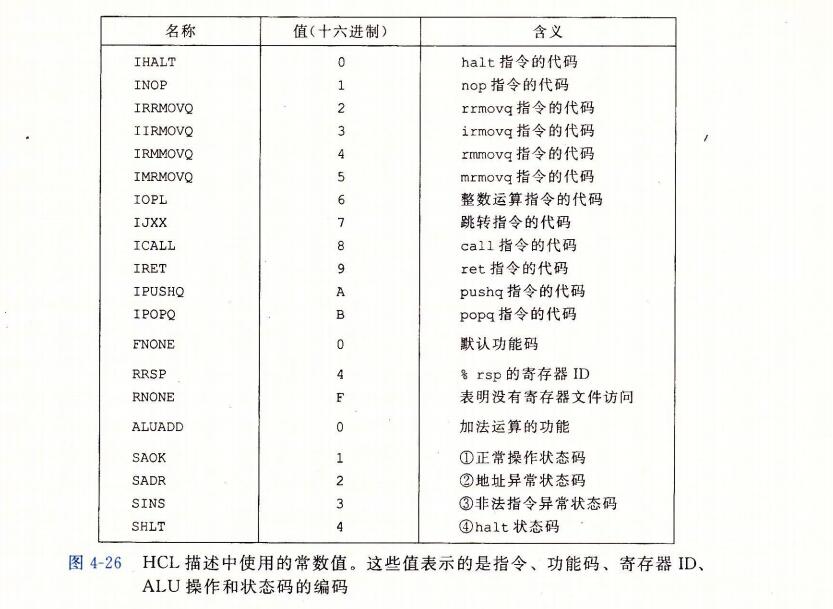 名称 值(十六进制) 含义
IHALT 0 halt 指令的代码
INOP 1 nop 指令的代码
IRRMOVQ 2 rrmovq 指令的代码
IIRMOVQ 3 irmovq 指令的代码
IRMMOVQ 4 rmmovq 指令的代码
IMRMOVQ 5 mrmovq 指令的代码
IOPL 6 整数运算指令的代码
IJXX 7 跳转指令的代码
ICALL 8 call 指令的代码
IRET 9 ret 指令的代码
IPUSHQ A pushq 指令的代码
IPOPQ B popq 指令的代码
FNONE 0 默认功能码
RRSP 4 % rsp 的寄存器 ID
RNONE F 表明没有寄存器文件访问
ALUADD 0 加法运算的功能
SAOK 1 ①正常操作状态码
SADR 2 ②地址异常状态码
SINS 3 ③非法指令异常状态码
SHLT 4 ④halt 状态码
图 4-26 HCL 描述中使用的常数值。这些值表示的是指令、功能码、寄存器 ID、
ALU 操作和状态码的编码